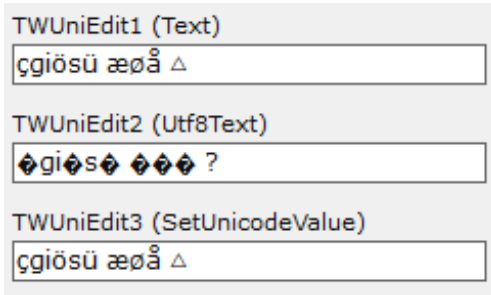 TWUniEdit1 (Text)
çgiösü æøå △
TWUniEdit2 (Utf8Text)
�gi�s� ��� ?
TWUniEdit3 (SetUnicodeValue)
çgiösü æøå △